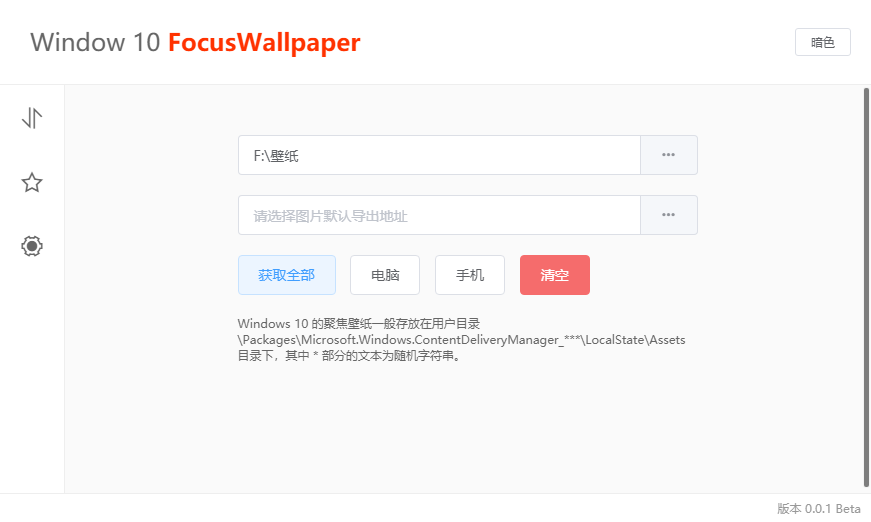 Window 10 FocusWallpaper
暗色
F:\壁纸
•••
请选择图片默认导出地址
•••
获取全部
电脑
手机
清空
Windows 10 的聚焦壁纸一般存放在用户目录
\Packages\Microsoft.Windows.ContentDeliveryManager_***\LocalState\Assets
目录下，其中 * 部分的文本为随机字符串。
版本 0.0.1 Beta